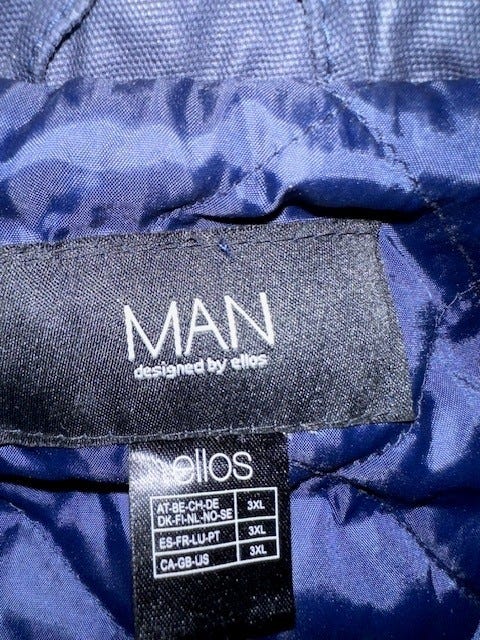 MAN
designed by ellos
ellos
AT-BE-CH-DE
DK-FI-NL-NO-SE 3XL
ES-FR-LU-PT 3XL
CA-GB-US 3XL